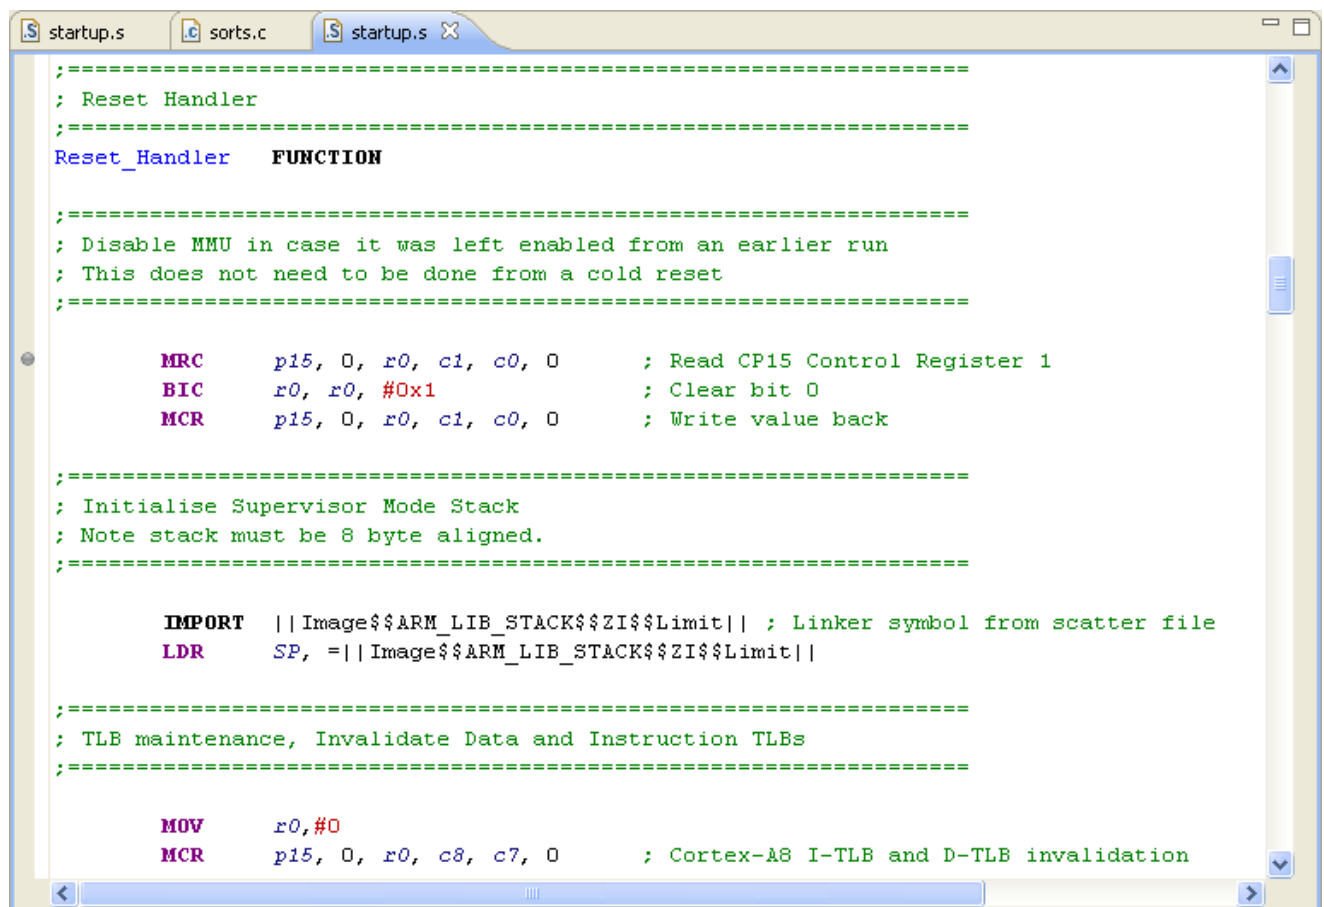 startup.s sorts.c startup.s
;==================================================================
; Reset Handler
;==================================================================
Reset_Handler   FUNCTION
;==================================================================
; Disable MMU in case it was left enabled from an earlier run
; This does not need to be done from a cold reset
;==================================================================
MRC     p15, 0, r0, c1, c0, 0      ; Read CP15 Control Register 1
BIC     r0, r0, #0x1               ; Clear bit 0
MCR     p15, 0, r0, c1, c0, 0      ; Write value back
;==================================================================
; Initialise Supervisor Mode Stack
; Note stack must be 8 byte aligned.
;==================================================================
IMPORT  ||Image$$ARM_LIB_STACK$$ZI$$Limit|| ; Linker symbol from scatter file
LDR     SP, =||Image$$ARM_LIB_STACK$$ZI$$Limit||
;==================================================================
; TLB maintenance, Invalidate Data and Instruction TLBs
;==================================================================
MOV     r0,#0
MCR     p15, 0, r0, c8, c7, 0      ; Cortex-A8 I-TLB and D-TLB invalidation